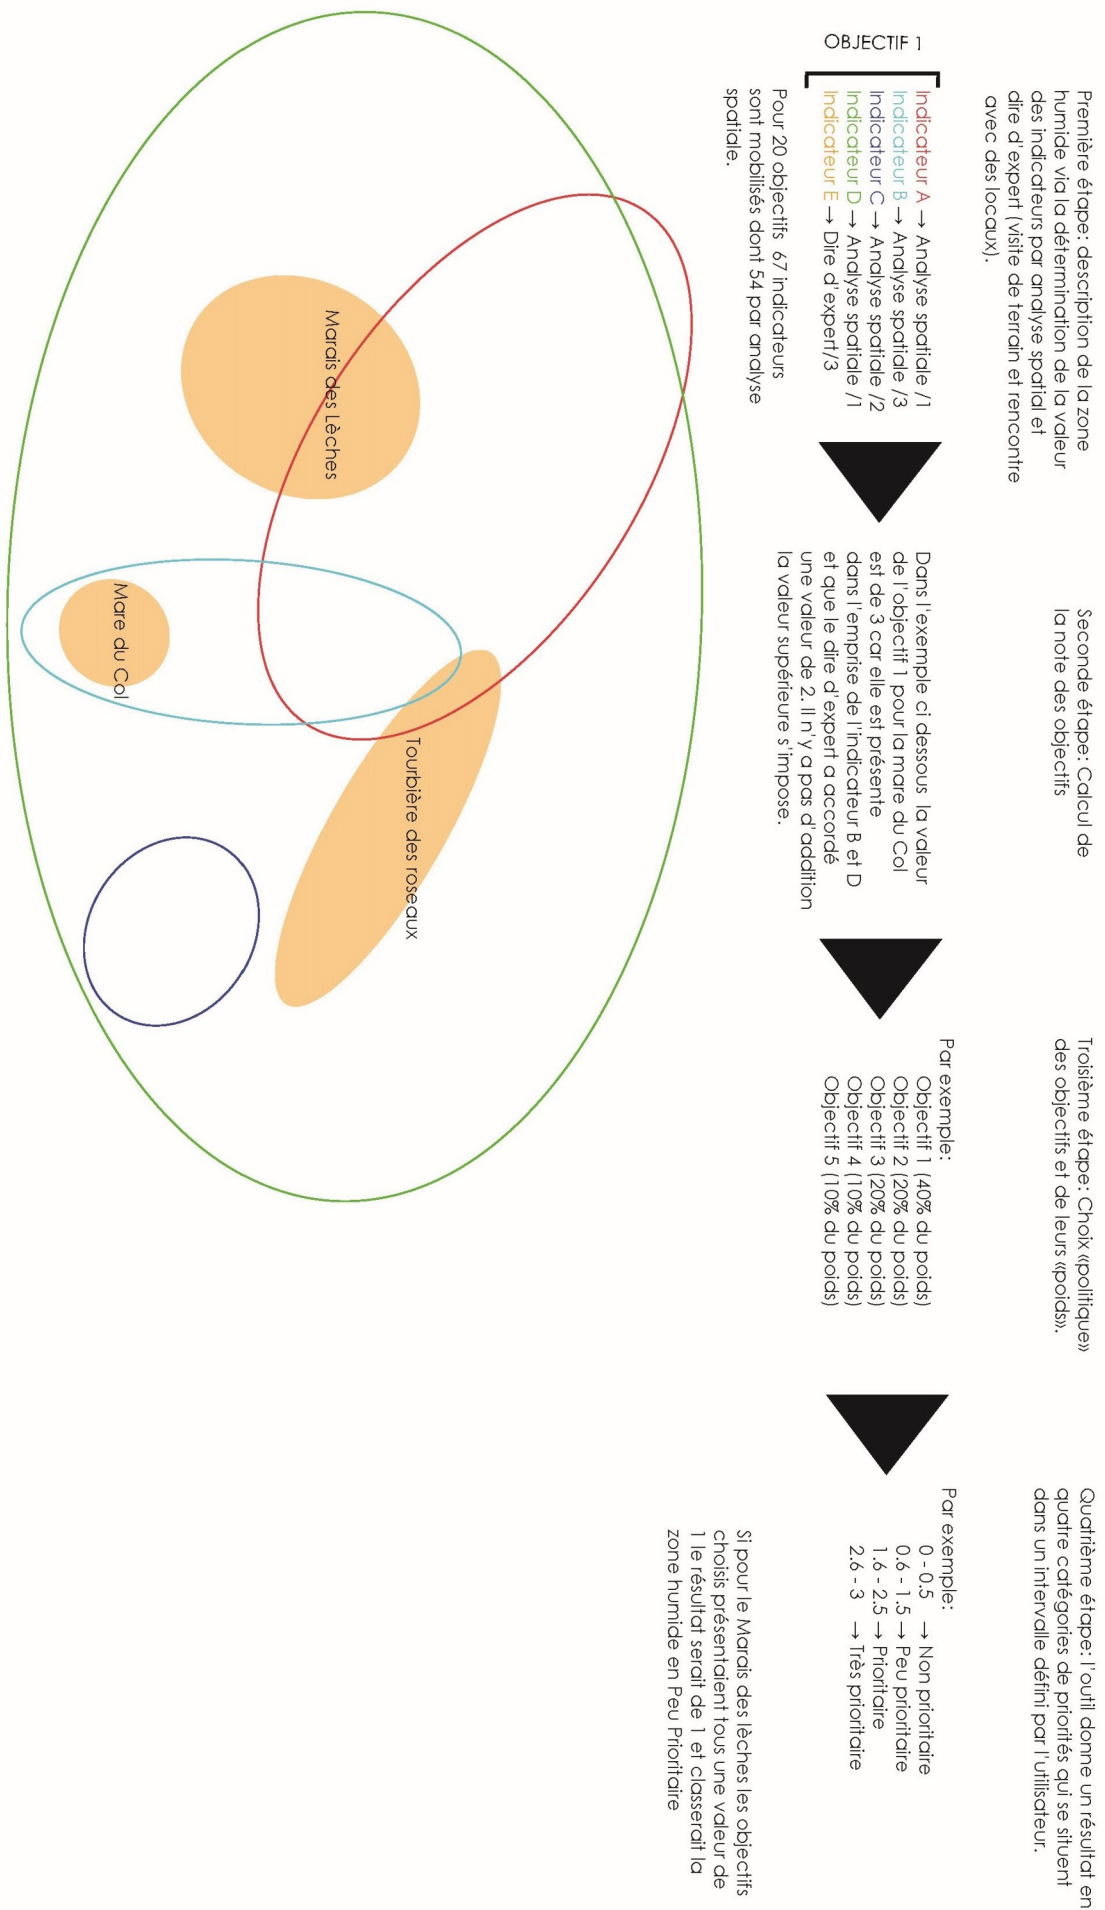 Première étape: description de la zone
humide via la détermination de la valeur
des indicateurs par analyse spatial et
dire d'expert (visite de terrain et rencontre
avec des locaux).
OBJECTIF 1
Indicateur A → Analyse spatiale /1
Indicateur B → Analyse spatiale /3
Indicateur C → Analyse spatiale /2
Indicateur D → Analyse spatiale /1
Indicateur E → Dire d'expert/3
Pour 20 objectifs 67 indicateurs
sont mobilisés dont 54 par analyse
spatiale.
Seconde étape: Calcul de
la note des objectifs
Dans l'exemple ci dessous la valeur
de l'objectif 1 pour la mare du Col
est de 3 car elle est présente
dans l'emprise de l'indicateur B et D
et que le dire d'expert a accordé
une valeur de 2. Il n'y a pas d'addition
la valeur supérieure s'impose.
Troisième étape: Choix «politique»
des objectifs et de leurs «poids».
Par exemple:
Objectif 1 (40% du poids)
Objectif 2 (20% du poids)
Objectif 3 (20% du poids)
Objectif 4 (10% du poids)
Objectif 5 (10% du poids)
Quatrième étape: l'outil donne un résultat en
quatre catégories de priorités qui se situent
dans un intervalle défini par l'utilisateur.
Par exemple:
0 - 0.5 → Non prioritaire
0.6 - 1.5 → Peu prioritaire
1.6 - 2.5 → Prioritaire
2.6 - 3 → Très prioritaire
Si pour le Marais des lèches les objectifs
choisis présentaient tous une valeur de
1 le résultat serait de 1 et classerait la
zone humide en Peu Prioritaire
Marais des Lèches
Tourbière des roseaux
Mare du Col